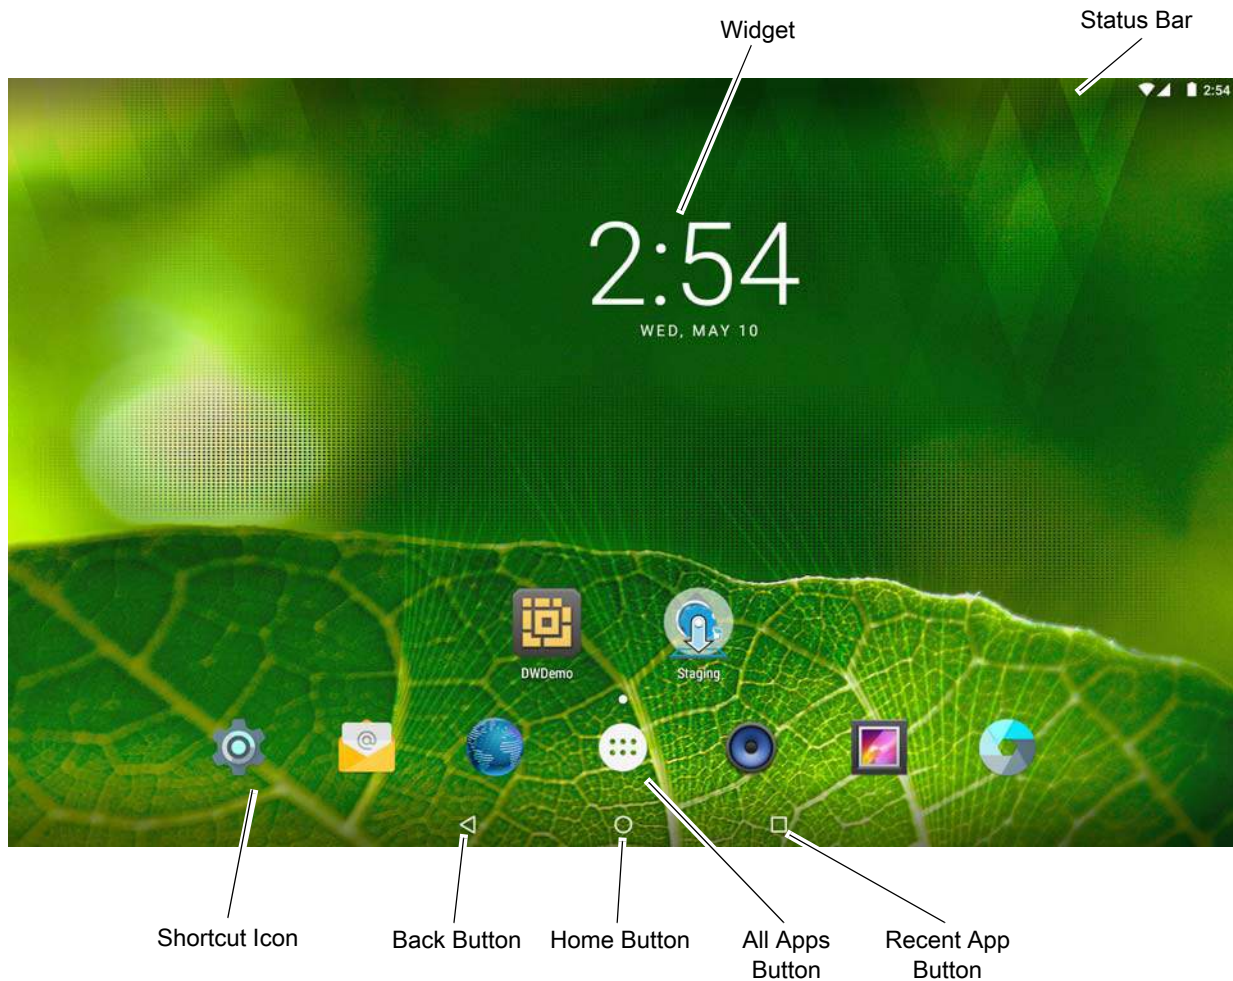 Status Bar
Widget
2:54
2:54
WED, MAY 10
DWDemo
Staging
@
Shortcut Icon
Back Button
Home Button
All Apps
Button
Recent App
Button